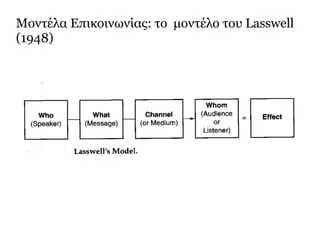 Μοντέλα Επικοινωνίας: το μοντέλο του Lasswell
(1948)
Who
(Speaker)
What
(Message)
Channel
(or Medium)
Whom
(Audience
or
Listener)
=
Effect
Lasswell's Model.